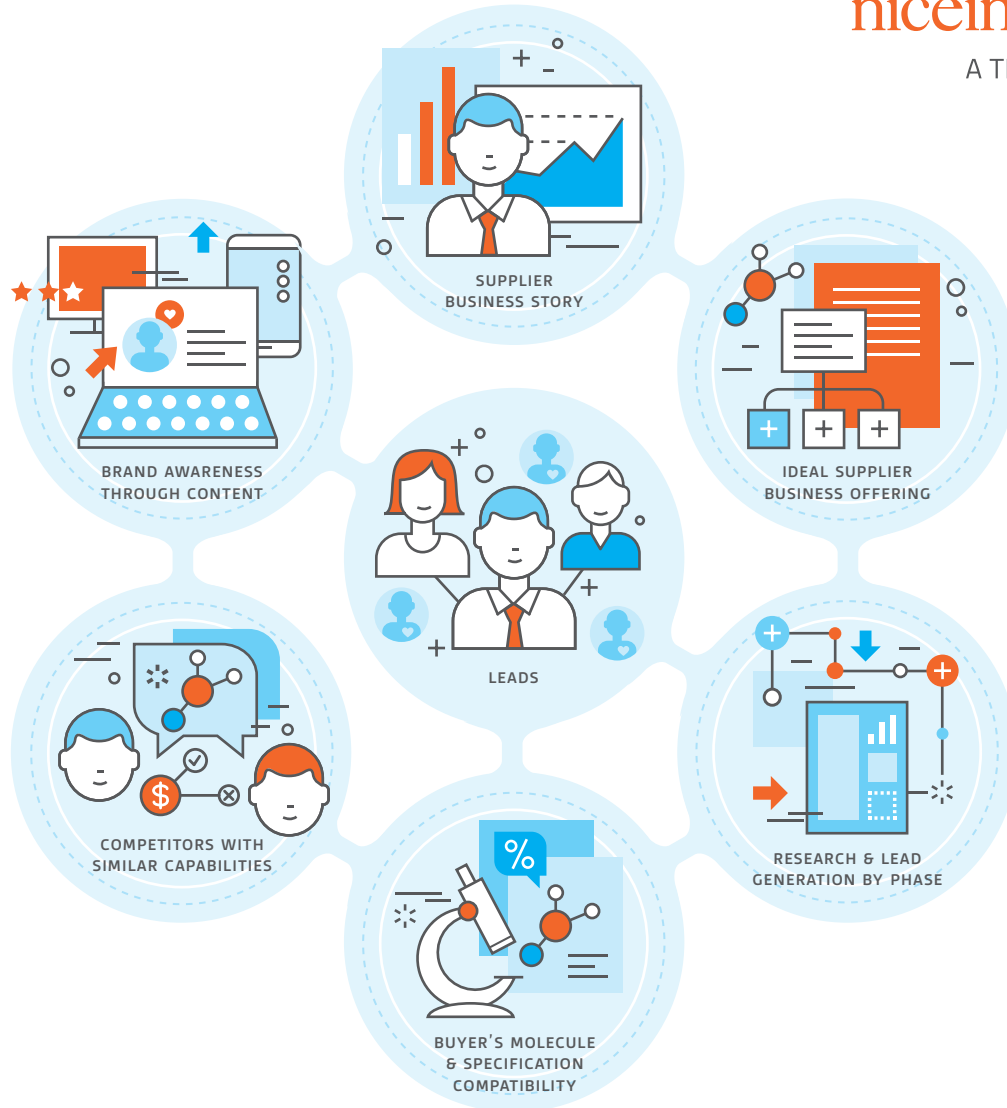 nicein
A T
SUPPLIER
BUSINESS STORY
BRAND AWARENESS
THROUGH CONTENT
IDEAL SUPPLIER
BUSINESS OFFERING
LEADS
COMPETITORS WITH
SIMILAR CAPABILITIES
$
%
RESEARCH & LEAD
GENERATION BY PHASE
BUYER'S MOLECULE
& SPECIFICATION
COMPATIBILITY